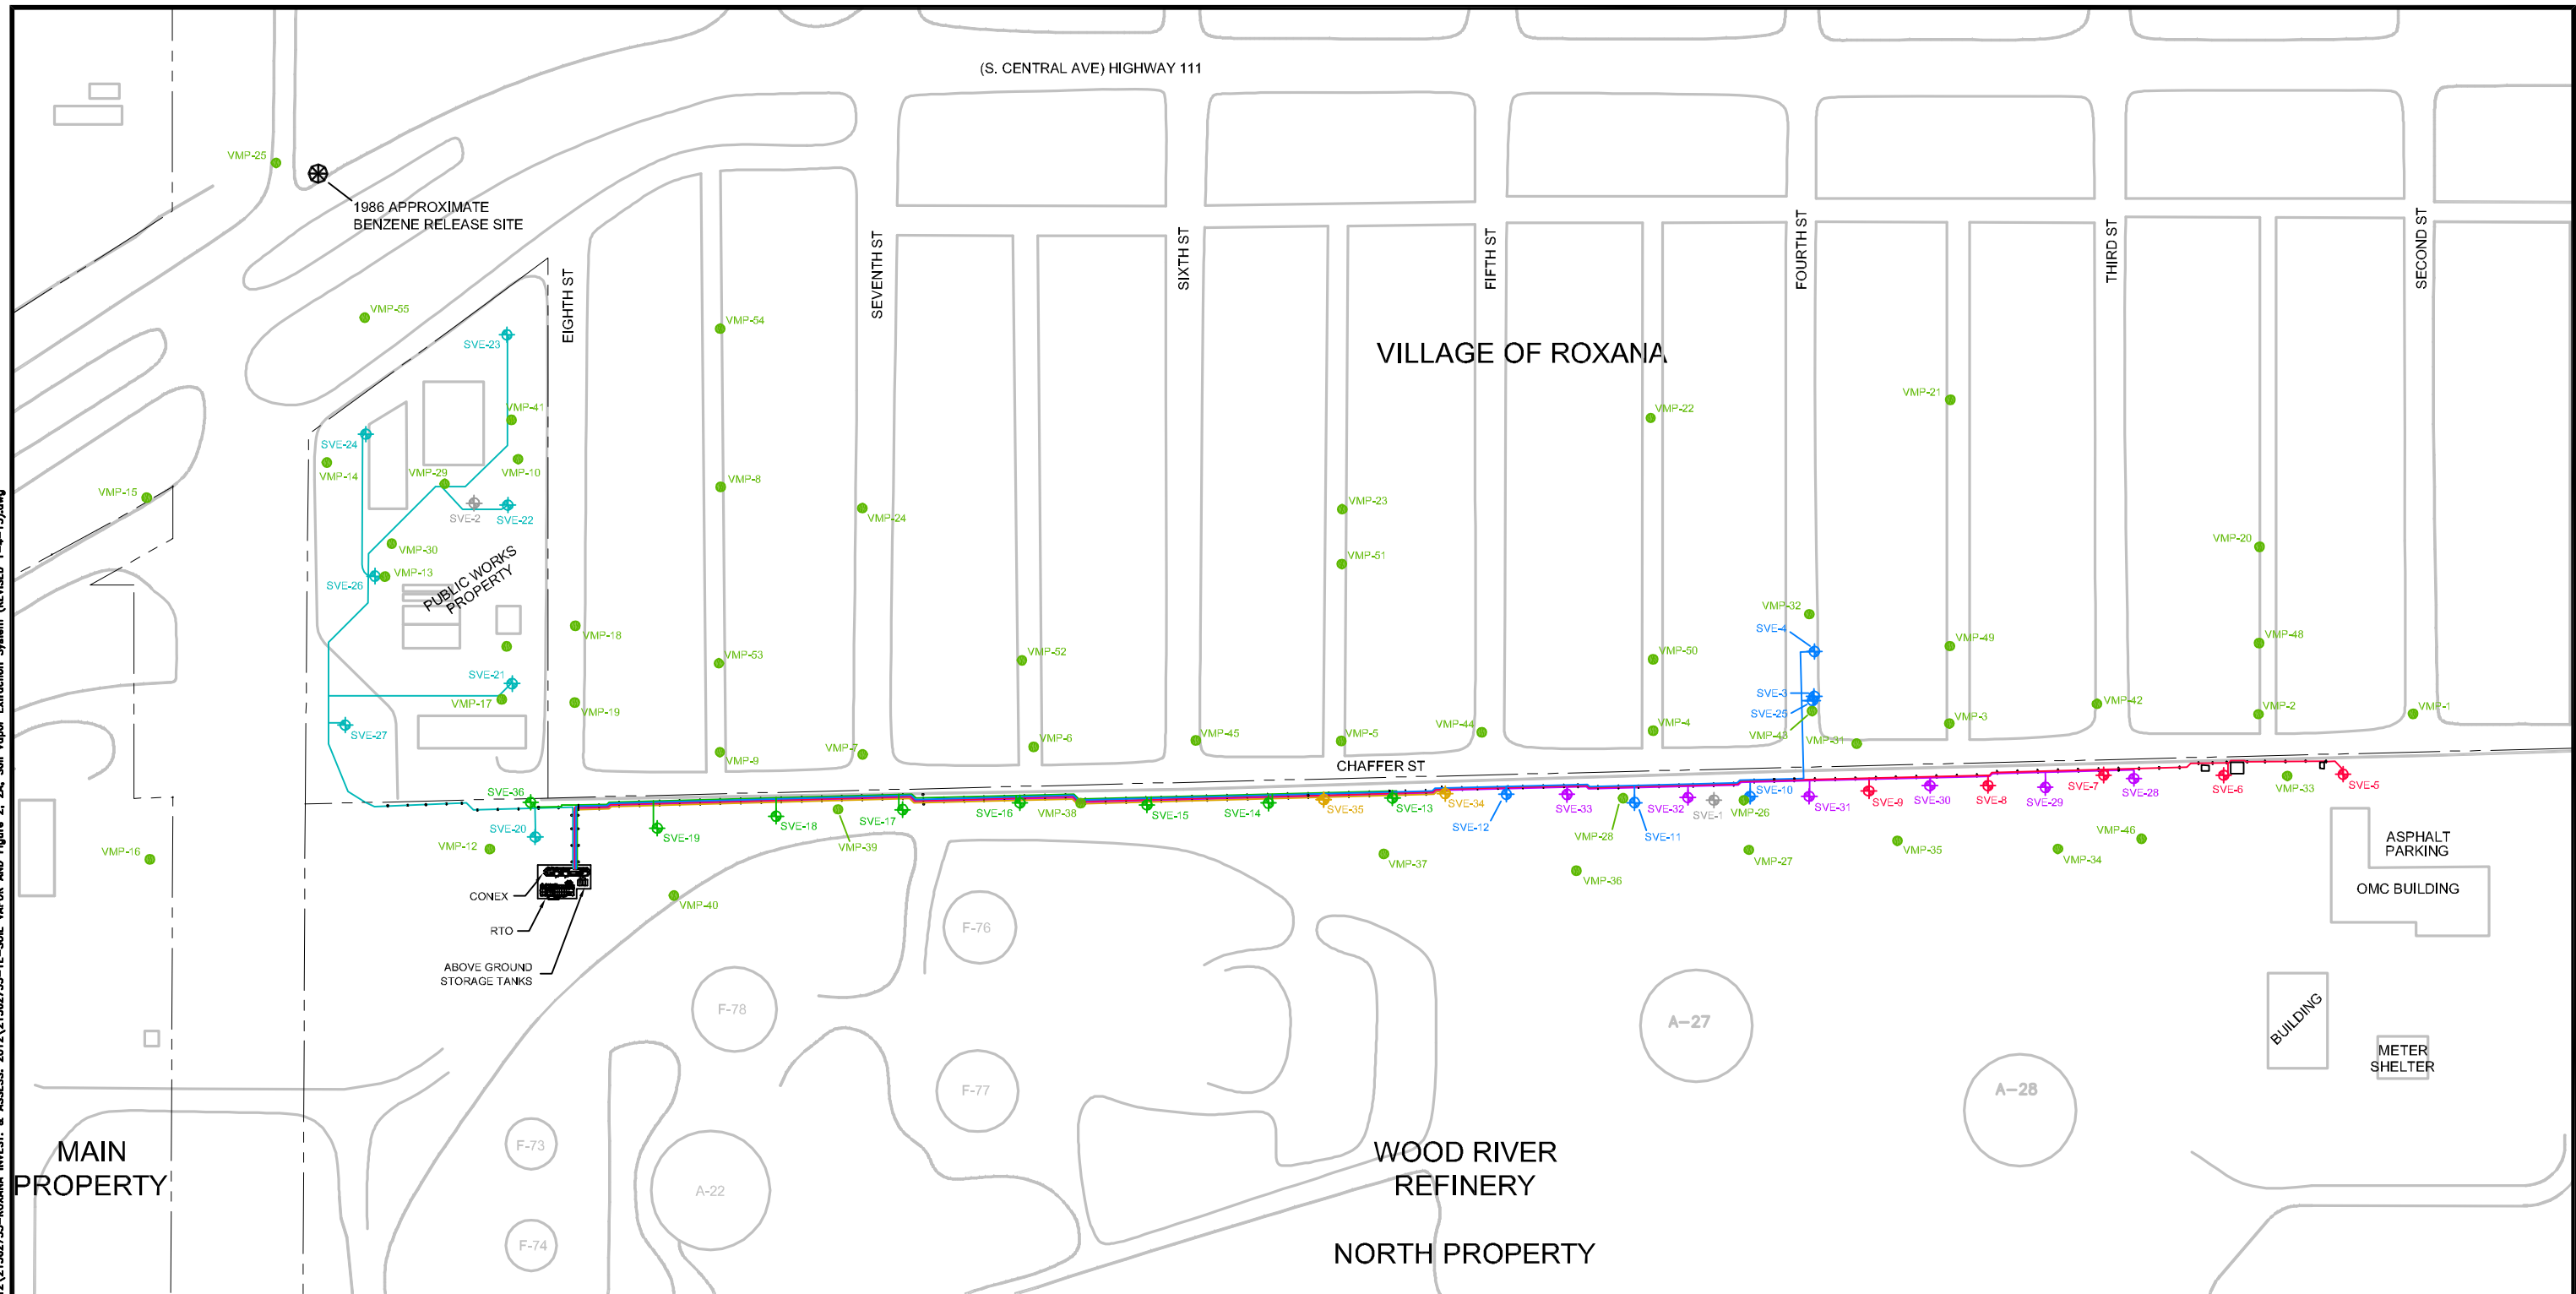 (S. CENTRAL AVE) HIGHWAY 111
VMP-25
1986 APPROXIMATE
BENZENE RELEASE SITE
EIGHTH ST
SEVENTH ST
SIXTH ST
FIFTH ST
FOURTH ST
THIRD ST
SECOND ST
VMP-55
VMP-54
SVE-23
VILLAGE OF ROXANA
VMP-21
VMP-41
VMP-22
SVE-24
VMP-14
VMP-29
VMP-10
VMP-8
VMP-15
SVE-2
SVE-22
VMP-24
VMP-23
VMP-20
VMP-30
VMP-51
VMP-13
SVE-26
PUBLIC WORKS
PROPERTY
VMP-32
SVE-4
VMP-18
VMP-48
VMP-49
VMP-53
VMP-52
VMP-50
SVE-21
VMP-17
VMP-19
SVE-3
SVE-25
VMP-42
VMP-2
VMP-1
VMP-3
VMP-43
VMP-31
VMP-4
VMP-44
VMP-45
VMP-5
VMP-6
VMP-7
VMP-9
SVE-27
CHAFFER ST
SVE-36
SVE-20
SVE-19
SVE-18
VMP-39
SVE-17
SVE-16
VMP-38
SVE-15
SVE-14
SVE-35
SVE-13
SVE-34
SVE-12
SVE-33
VMP-28
SVE-11
SVE-32
SVE-1
VMP-26
SVE-10
SVE-31
SVE-9
SVE-30
SVE-8
SVE-29
SVE-7
SVE-28
SVE-6
VMP-33
SVE-5
VMP-16
VMP-12
VMP-40
VMP-37
VMP-36
VMP-27
VMP-35
VMP-34
VMP-46
ASPHALT
PARKING
OMC BUILDING
CONEX
RTO
ABOVE GROUND
STORAGE TANKS
F-76
F-78
F-77
F-73
F-74
A-22
A-27
A-28
BUILDING
METER
SHELTER
MAIN
PROPERTY
WOOD RIVER
REFINERY
NORTH PROPERTY